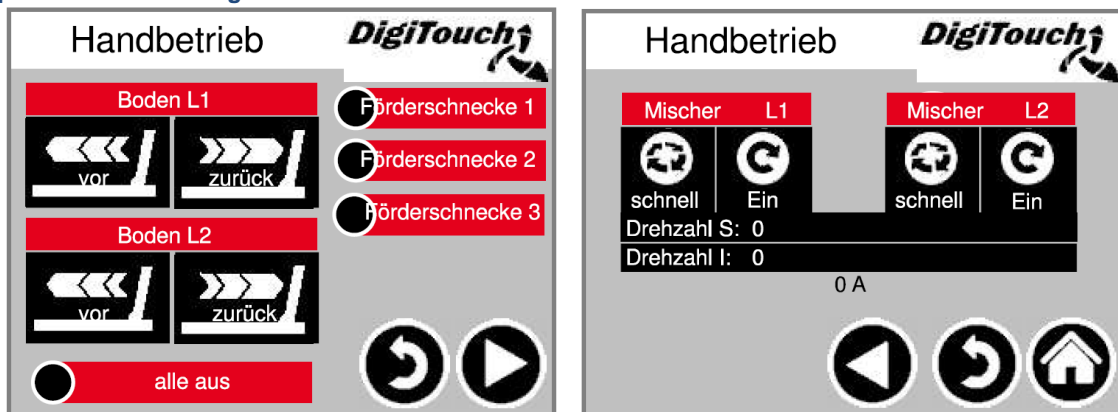 Handbetrieb
DigiTouch
Boden L1
vor
zurück
Boden L2
vor
zurück
alle aus
Förderschnecke 1
Förderschnecke 2
Förderschnecke 3
Handbetrieb
DigiTouch
Mischer L1
schnell
Ein
Mischer L2
schnell
Ein
Drehzahl S: 0
Drehzahl I: 0
0 A